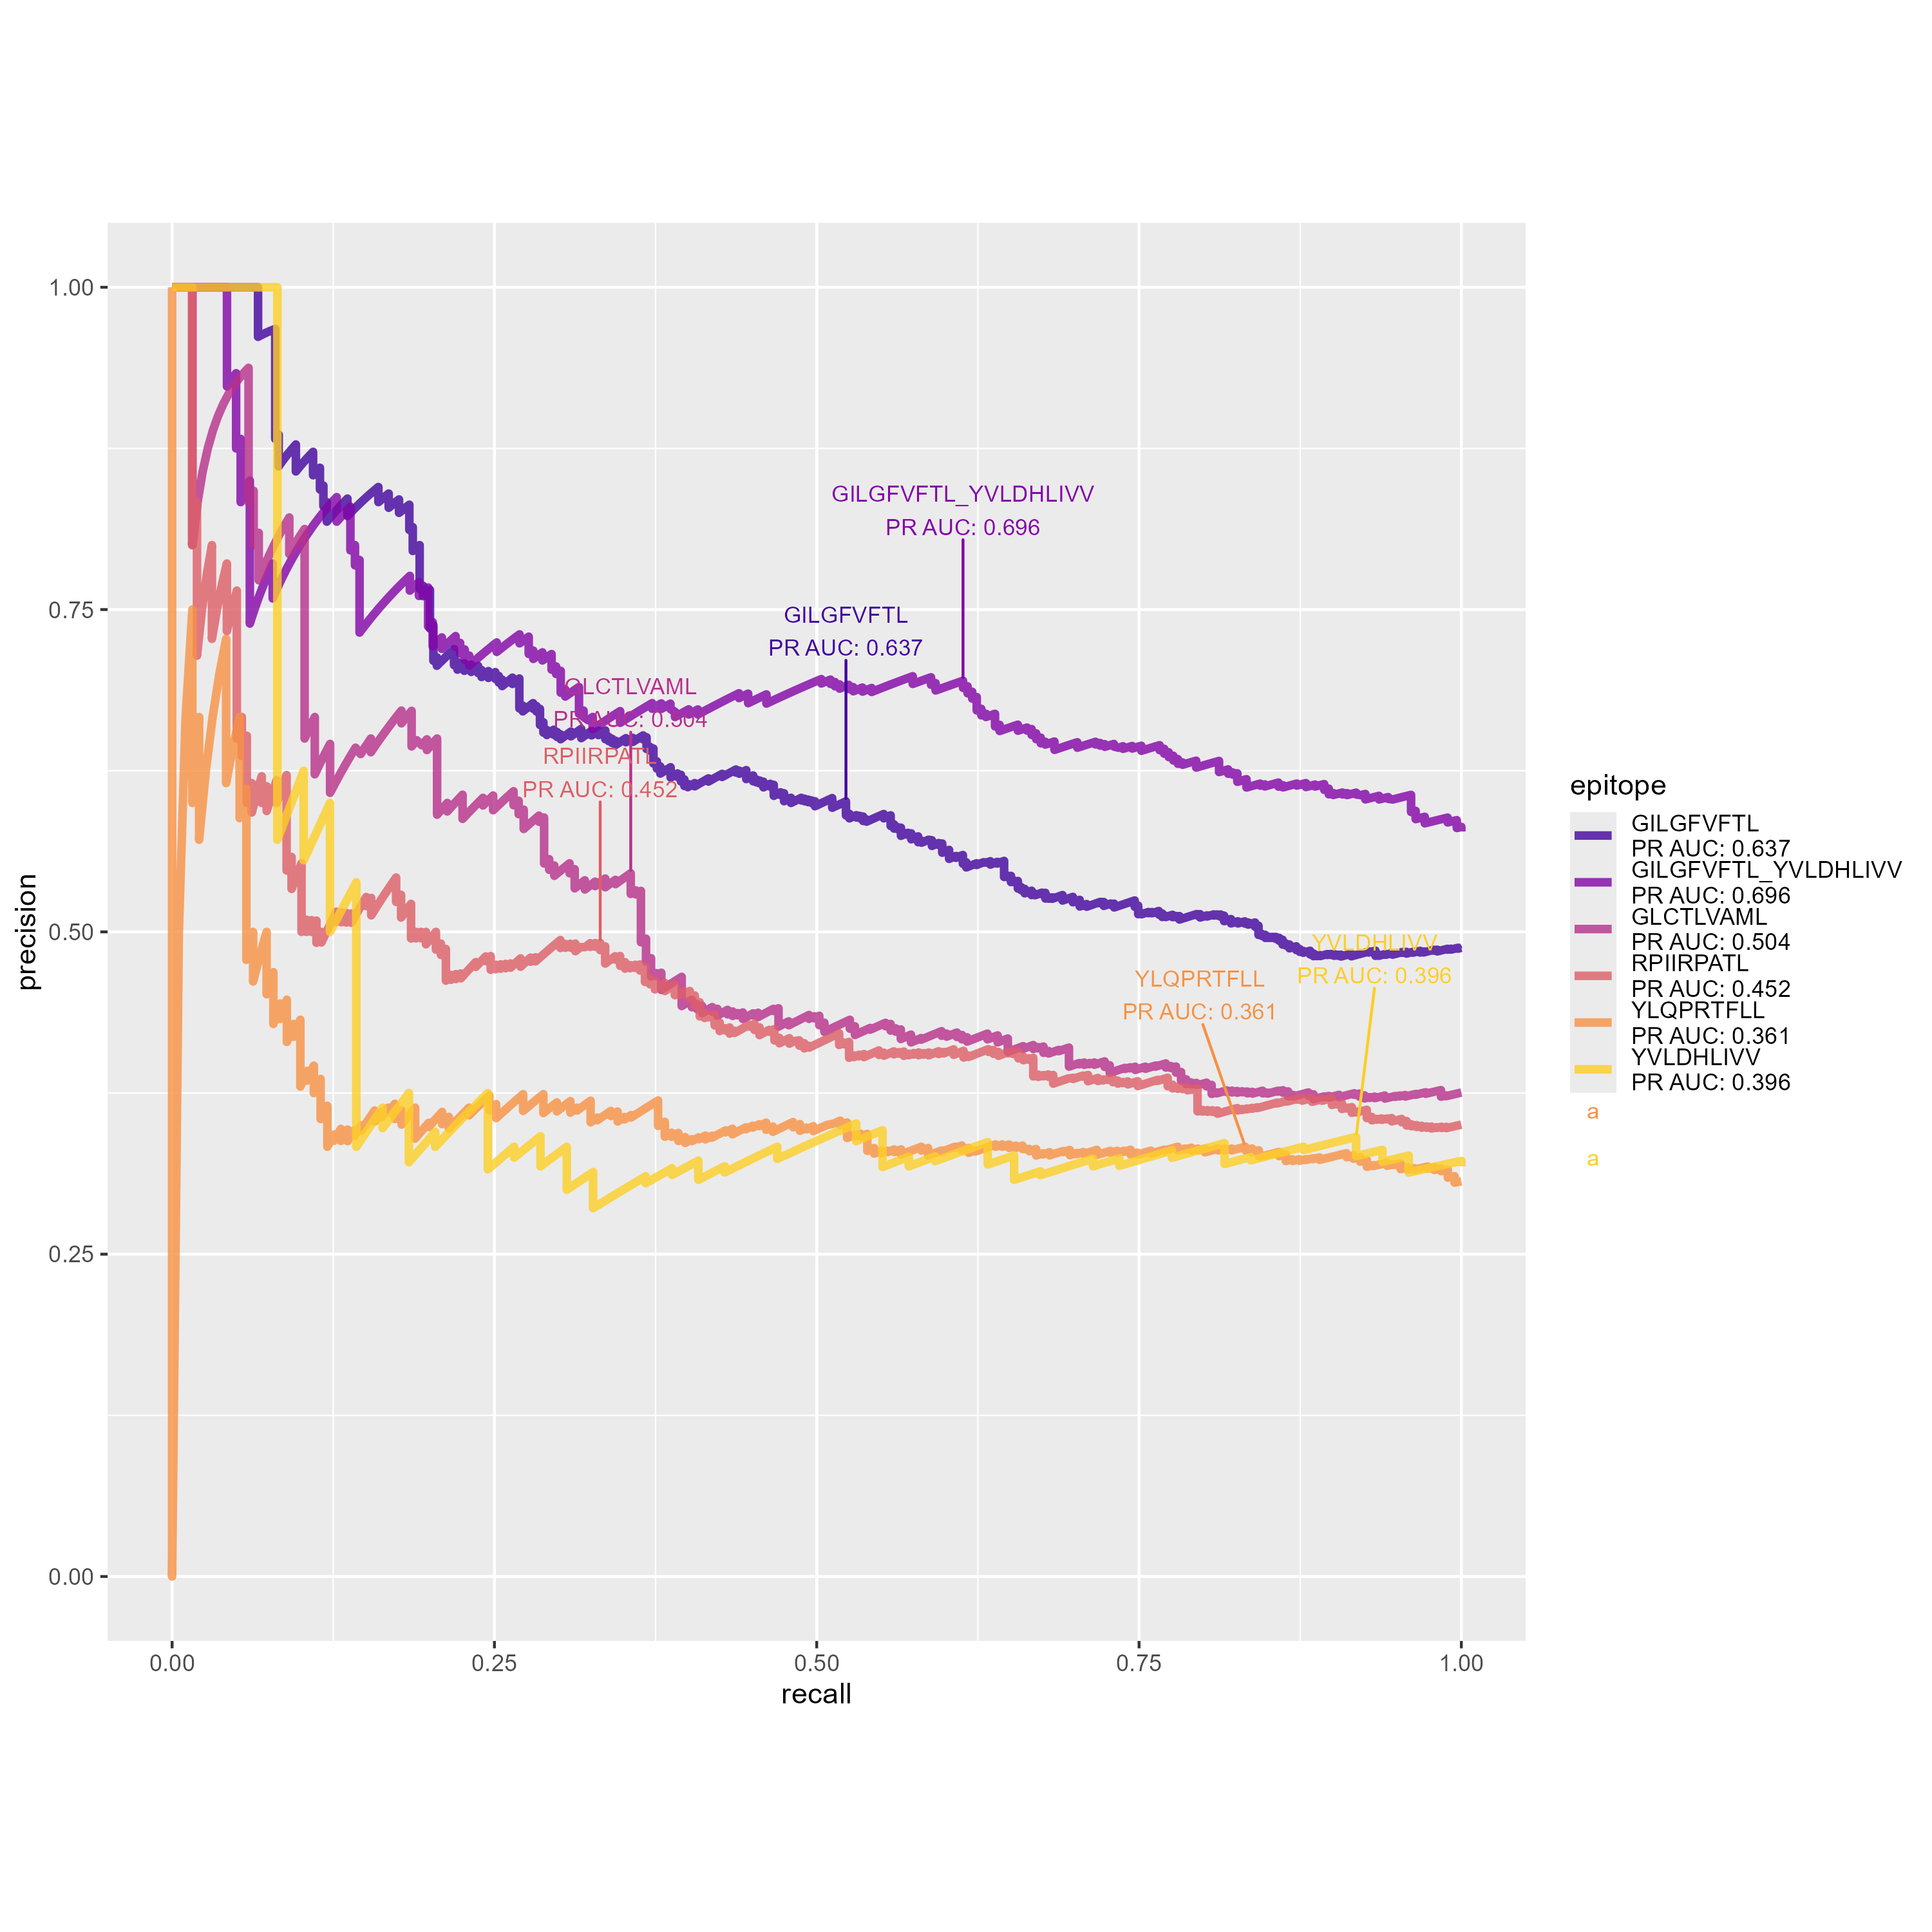 1.00
0.75
0.50
0.25
0.00
precision
GILGFVFTL_YVLDHLIVV
PR AUC: 0.696
GILGFVFTL
PR AUC: 0.637
GLCTLVAML
PR AUC: 0.504
RPIIRPATL
PR AUC: 0.452
YVLDHLIVV
PR AUC: 0.396
YLQPRTFLL
PR AUC: 0.361
0.00
0.25
0.50
0.75
1.00
recall
epitope
GILGFVFTL
PR AUC: 0.637
GILGFVFTL_YVLDHLIVV
PR AUC: 0.696
GLCTLVAML
PR AUC: 0.504
RPIIRPATL
PR AUC: 0.452
YLQPRTFLL
PR AUC: 0.361
YVLDHLIVV
PR AUC: 0.396
a
a